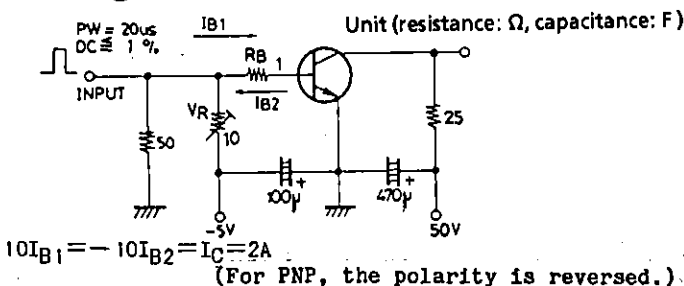 PW = 20us
DC ≦ 1 %
IB1
Unit (resistance: Ω, capacitance: F)
INPUT
RB
1
IB2
VR
10
50
25
100μ
+
470μ
+
-5V
50V
10IB1=-10IB2=IC=2A
(For PNP, the polarity is reversed.)